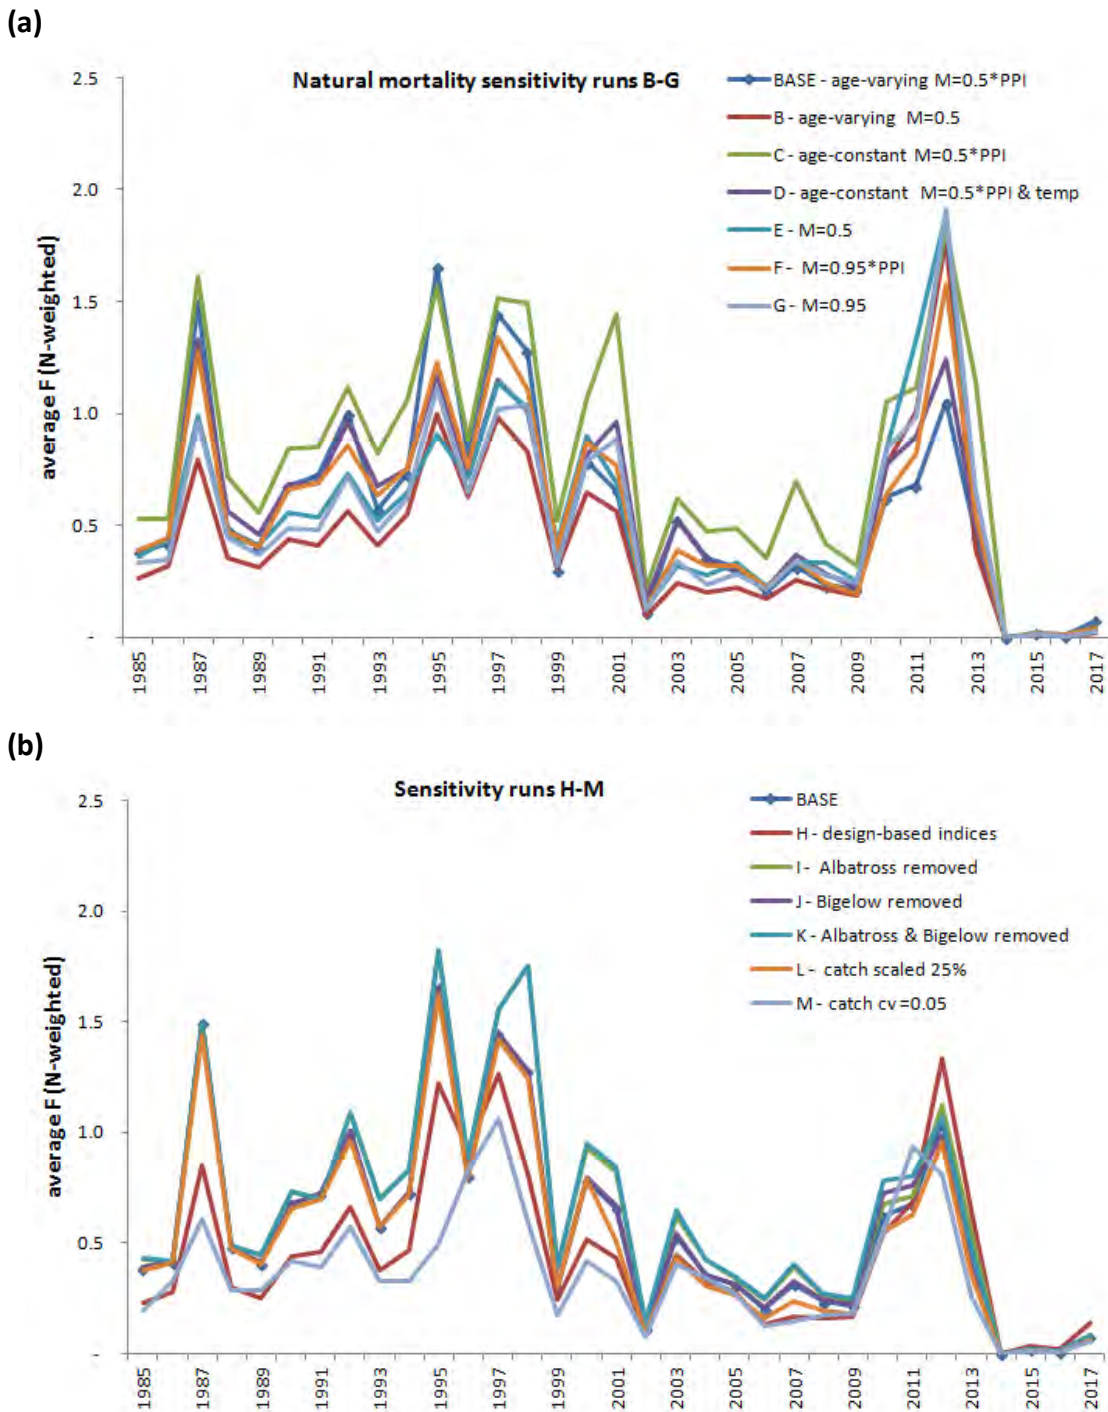 (a)
Natural mortality sensitivity runs B-G
BASE - age-varying M=0.5*PPI
B - age-varying M=0.5
C - age-constant M=0.5*PPI
D - age-constant M=0.5*PPI & temp
E - M=0.5
F - M=0.95*PPI
G - M=0.95
average F (N-weighted)
2.5
2.0
1.5
1.0
0.5
-
1985
1987
1989
1991
1993
1995
1997
1999
2001
2003
2005
2007
2009
2011
2013
2015
2017
(b)
Sensitivity runs H-M
BASE
H - design-based indices
I - Albatross removed
J - Bigelow removed
K - Albatross & Bigelow removed
L - catch scaled 25%
M - catch cv =0.05
average F (N-weighted)
2.5
2.0
1.5
1.0
0.5
-
1985
1987
1989
1991
1993
1995
1997
1999
2001
2003
2005
2007
2009
2011
2013
2015
2017